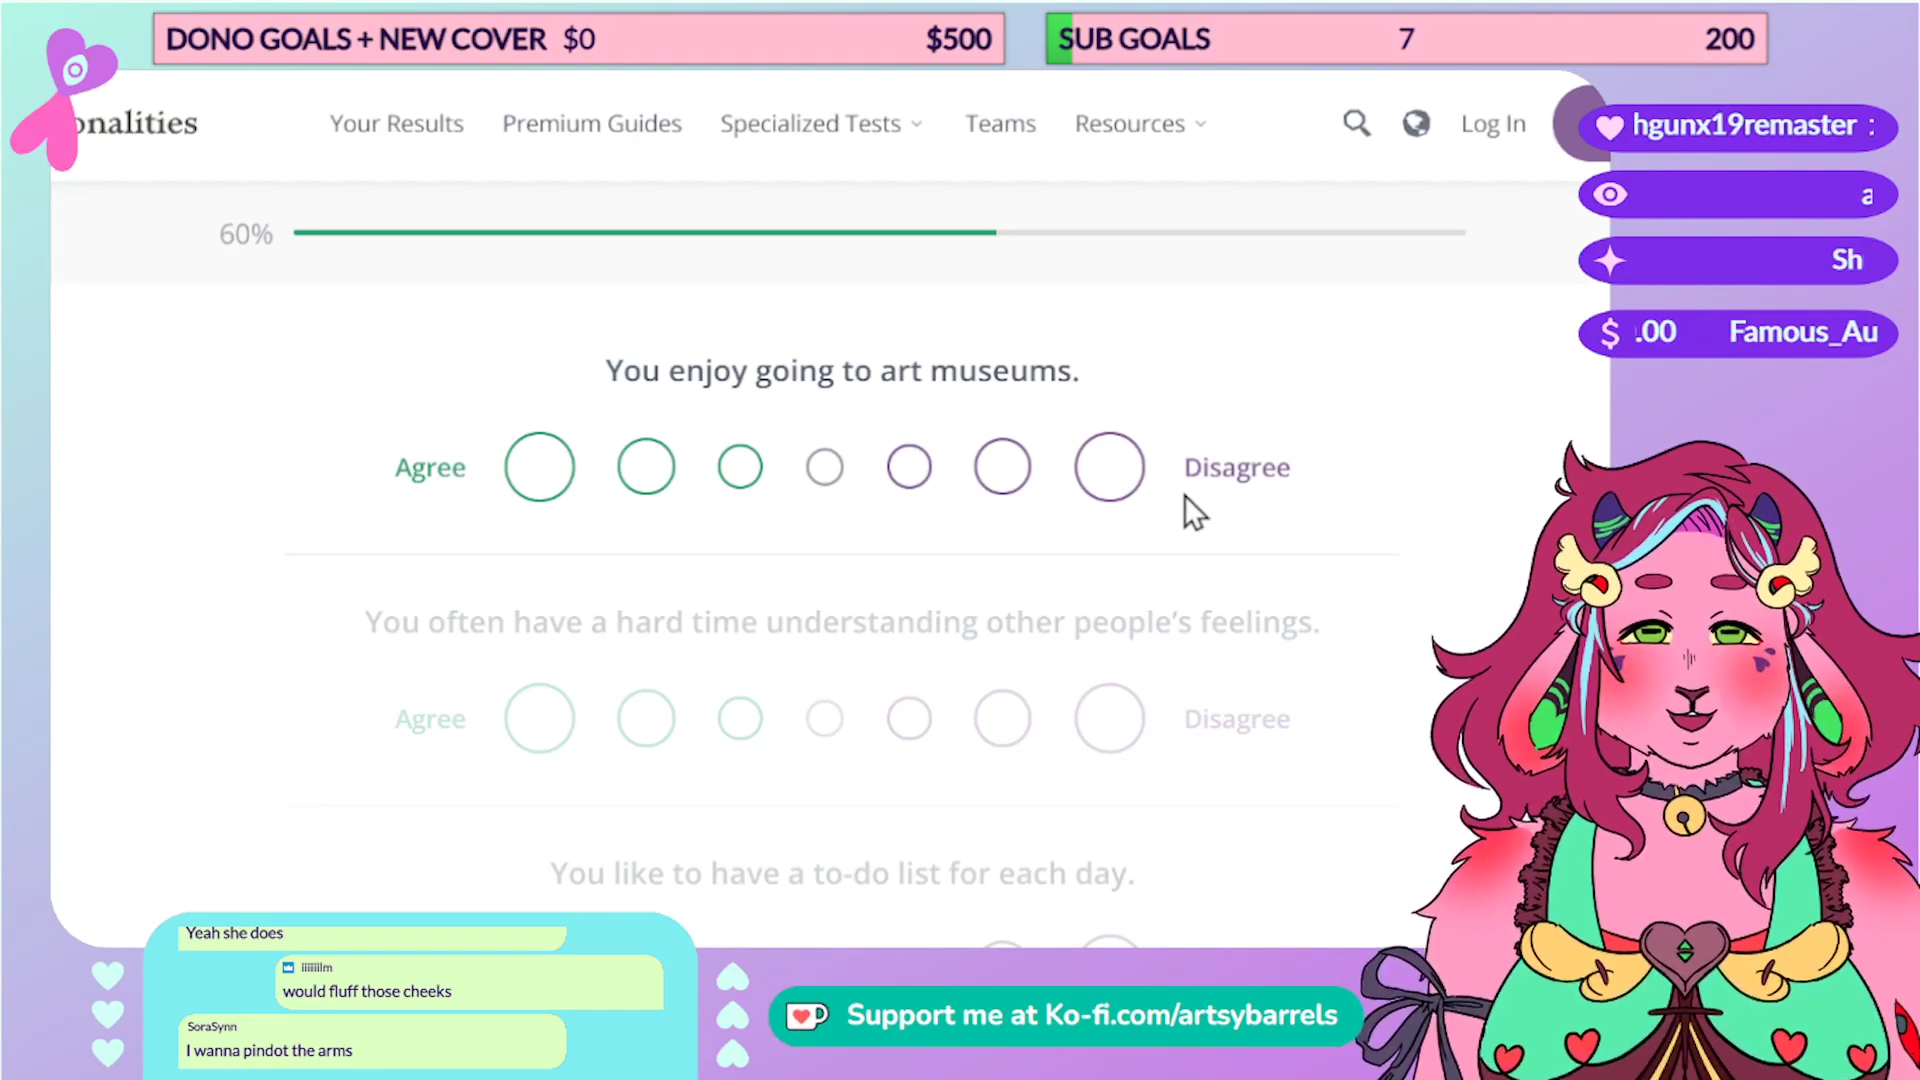 DONO GOALS + NEW COVER $0 $500
SUB GOALS 7 200
onalities
Your Results
Premium Guides
Specialized Tests
Teams
Resources
Log In
hgunx19remaster :
a
Sh
.00 Famous_Au
60%
You enjoy going to art museums.
Agree
Disagree
You often have a hard time understanding other people's feelings.
Agree
Disagree
You like to have a to-do list for each day.
Yeah she does
iiiiiiilm
would fluff those cheeks
SoraSynn
I wanna pindot the arms
Support me at Ko-fi.com/artsybarrels